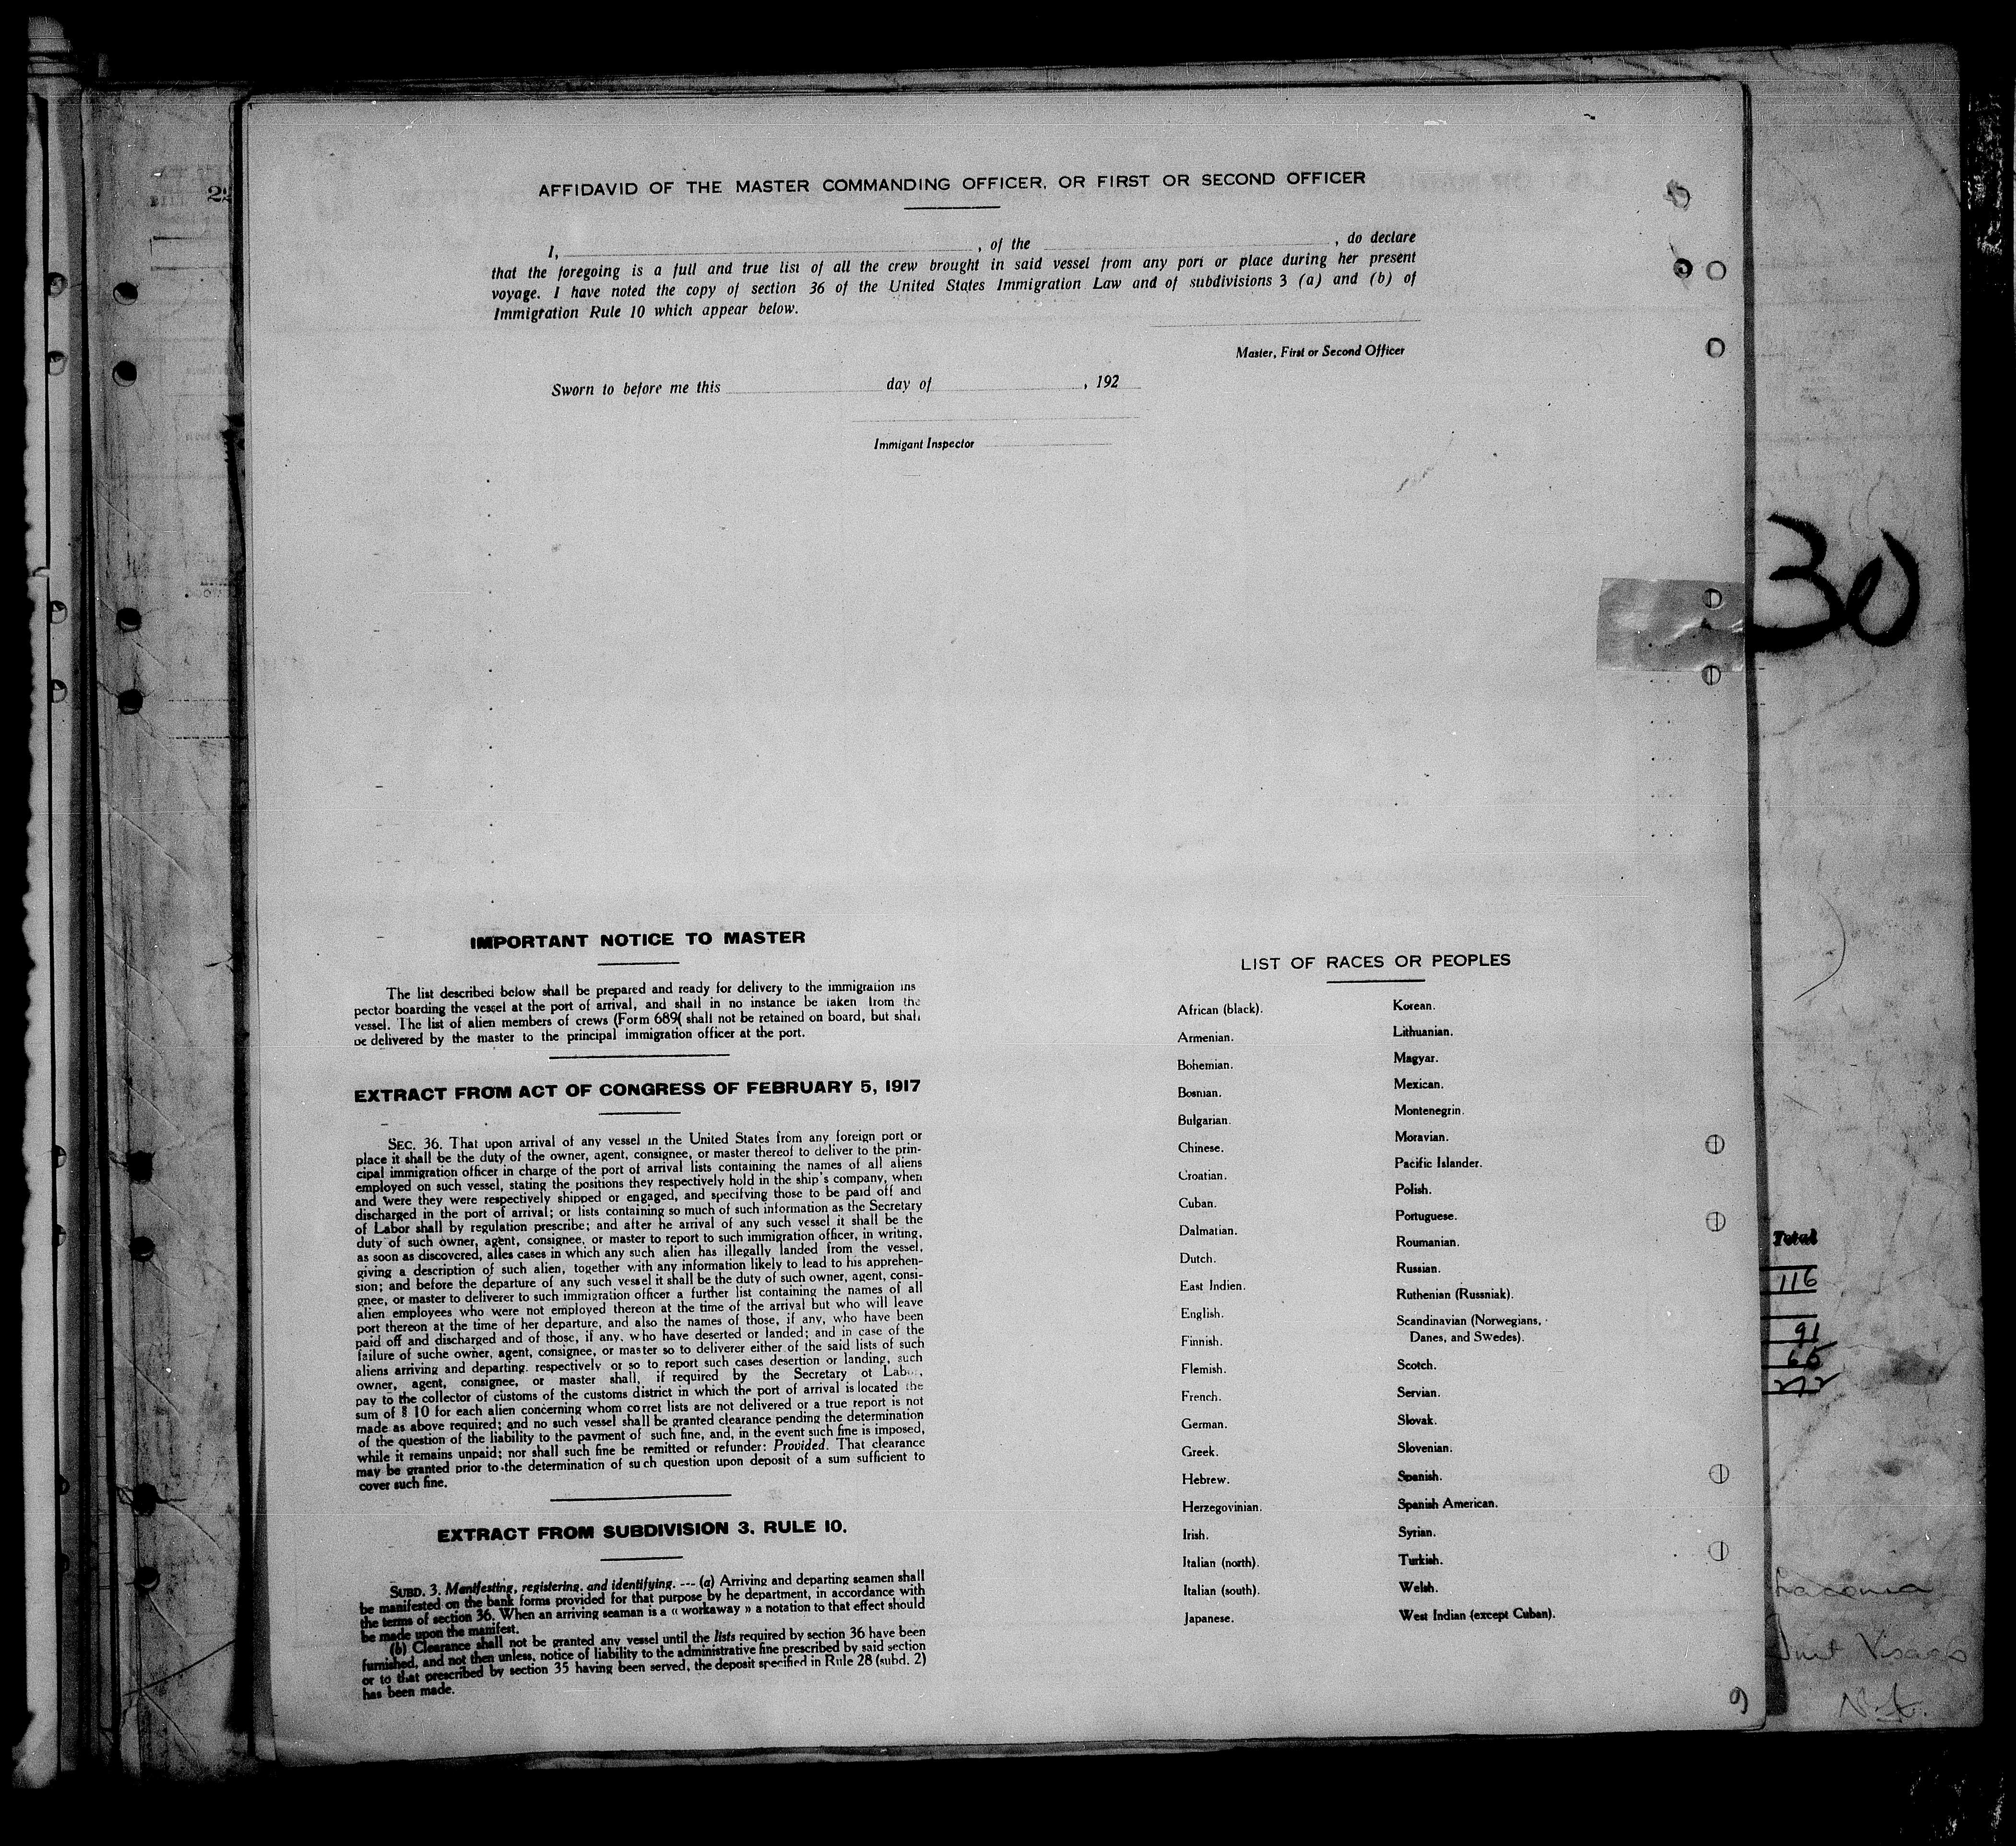 AFFIDAVID OF THE MASTER COMMANDING OFFICER, OR FIRST OR SECOND OFFICER
I, , of the , do declare
that the foregoing is a full and true list of all the crew brought in said vessel from any port or place during her present
voyage. I have noted the copy of section 36 of the United States Immigration Law and of subdivisions 3 (a) and (b) of
Immigration Rule 10 which appear below.
Master, First or Second Officer
Sworn to before me this day of , 192
Immigant Inspector
30
IMPORTANT NOTICE TO MASTER
The list described below shall be prepared and ready for delivery to the immigration ins
pector boarding the vessel at the port of arrival, and shall in no instance be taken from the
vessel. The list of alien members of crews (Form 689( shall not be retained on board, but shall
be delivered by the master to the principal immigration officer at the port.
EXTRACT FROM ACT OF CONGRESS OF FEBRUARY 5, 1917
SEC. 36. That upon arrival of any vessel in the United States from any foreign port or
place it shall be the duty of the owner, agent, consignee, or master thereof to deliver to the prin-
cipal immigration officer in charge of the port of arrival lists containing the names of all aliens
employed on such vessel, stating the positions they respectively hold in the ship's company, when
and were they were respectively shipped or engaged, and specifying those to be paid off and
discharged in the port of arrival; or lists containing so much of such information as the Secretary
of Labor shall by regulation prescribe; and after he arrival of any such vessel it shall be the
duty of such owner, agent, consignee, or master to report to such immigration officer, in writing,
as soon as discovered, alles cases in which any such alien has illegally landed from the vessel,
giving a description of such alien, together with any information likely to lead to his apprehen-
sion; and before the departure of any such vessel it shall be the duty of such owner, agent, consi-
gnee, or master to deliverer to such immigration officer a further list containing the names of all
alien employees who were not employed thereon at the time of the arrival but who will leave
port thereon at the time of her departure, and also the names of those, if any, who have been
paid off and discharged and of those, if any, who have deserted or landed; and in case of the
failure of suche owner, agent, consignee, or master so to deliverer either of the said lists of such
aliens arriving and departing, respectively or so to report such cases desertion or landing, such
owner, agent, consignee, or master shall, if required by the Secretary of Lab..,
pay to the collector of customs of the customs district in which the port of arrival is located the
sum of $ 10 for each alien concerning whom corret lists are not delivered or a true report is not
made as above required; and no such vessel shall be granted clearance pending the determination
of the question of the liability to the payment of such fine, and, in the event such fine is imposed,
while it remains unpaid; nor shall such fine be remitted or refunder: Provided. That clearance
may be granted prior to the determination of such question upon deposit of a sum sufficient to
cover such fine.
EXTRACT FROM SUBDIVISION 3, RULE 10.
SUBD. 3. Manifesting, registering, and identifying. --- (a) Arriving and departing seamen shall
be manifested on the bank forms provided for that purpose by he department, in accordance with
the terms of section 36. When an arriving seaman is a « workaway » a notation to that effect should
be made upon the manifest.
(b) Clearance shall not be granted any vessel until the lists required by section 36 have been
furnished, and not then unless, notice of liability to the administrative fine prescribed by said section
or to that prescribed by section 35 having been served, the deposit specified in Rule 28 (subd. 2)
has been made.
LIST OF RACES OR PEOPLES
African (black).
Armenian.
Bohemian.
Bosnian.
Bulgarian.
Chinese.
Croatian.
Cuban.
Dalmatian.
Dutch.
East Indien.
English.
Finnish.
Flemish.
French.
German.
Greek.
Hebrew.
Herzegovinian.
Irish.
Italian (north).
Italian (south).
Japanese.
Korean.
Lithuanian.
Magyar.
Mexican.
Montenegrin.
Moravian.
Pacific Islander.
Polish.
Portuguese.
Roumanian.
Russian.
Ruthenian (Russniak).
Scandinavian (Norwegians,
Danes, and Swedes).
Scotch.
Servian.
Slovak.
Slovenian.
Spanish.
Spanish American.
Syrian.
Turkish.
Welsh.
West Indian (except Cuban).
Total
116
91
9